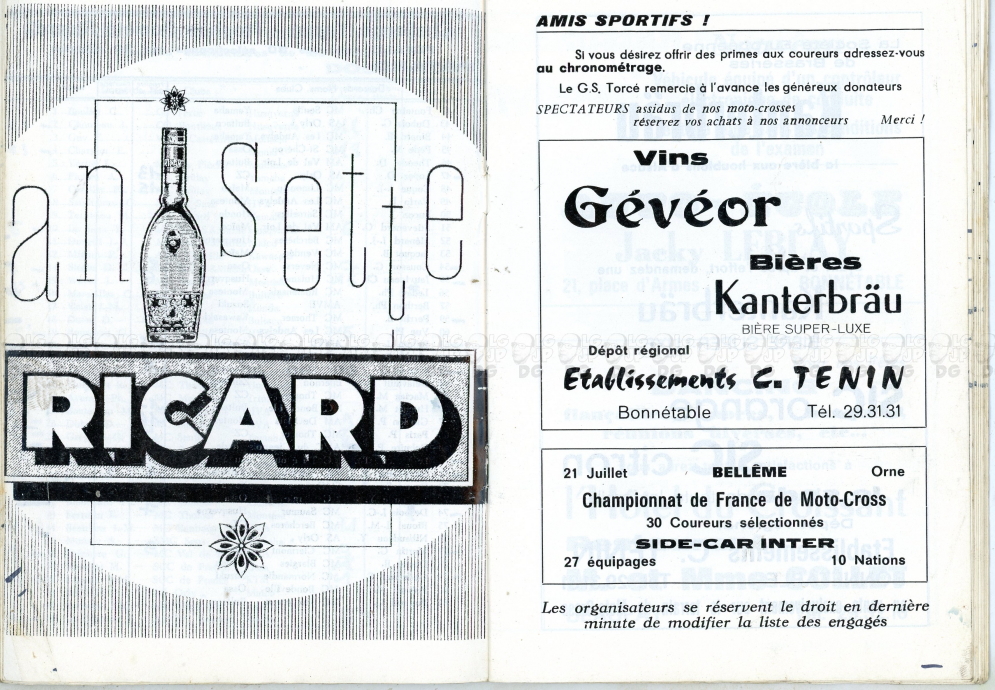 anisette
RICARD
AMIS SPORTIFS !
Si vous désirez offrir des primes aux coureurs adressez-vous
au chronométrage.
Le G.S. Torcé remercie à l'avance les généreux donateurs
SPECTATEURS assidus de nos moto-crosses
réservez vos achats à nos annonceurs Merci !
Vins
Gévéor
Bières
Kanterbräu
BIÈRE SUPER-LUXE
Dépôt régional
Etablissements C. TENIN
Bonnétable Tél. 29.31.31
21 Juillet BELLÊME Orne
Championnat de France de Moto-Cross
30 Coureurs sélectionnés
SIDE-CAR INTER
27 équipages 10 Nations
Les organisateurs se réservent le droit en dernière
minute de modifier la liste des engagés